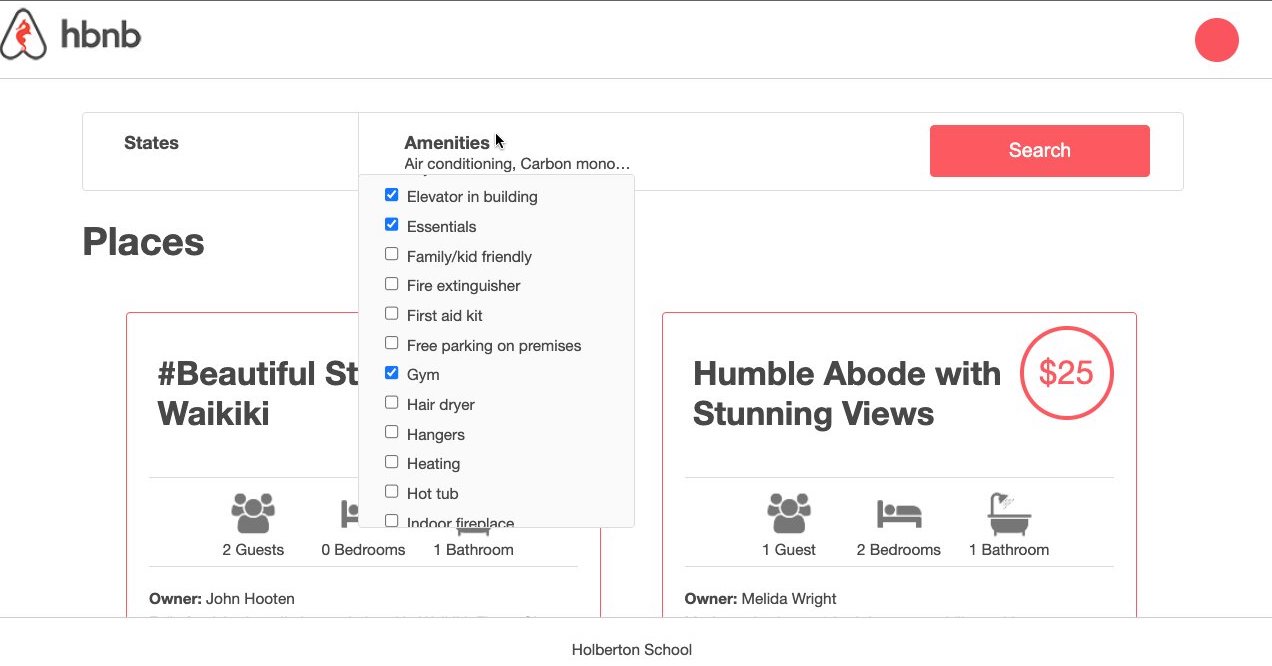 hbnb
States
Amenities
Air conditioning, Carbon mono…
Search
Elevator in building
Essentials
Family/kid friendly
Fire extinguisher
First aid kit
Free parking on premises
Gym
Hair dryer
Hangers
Heating
Hot tub
Indoor fireplace
Places
#Beautiful St
Waikiki
2 Guests
0 Bedrooms
1 Bathroom
Owner: John Hooten
Humble Abode with
Stunning Views
$25
1 Guest
2 Bedrooms
1 Bathroom
Owner: Melida Wright
Holberton School